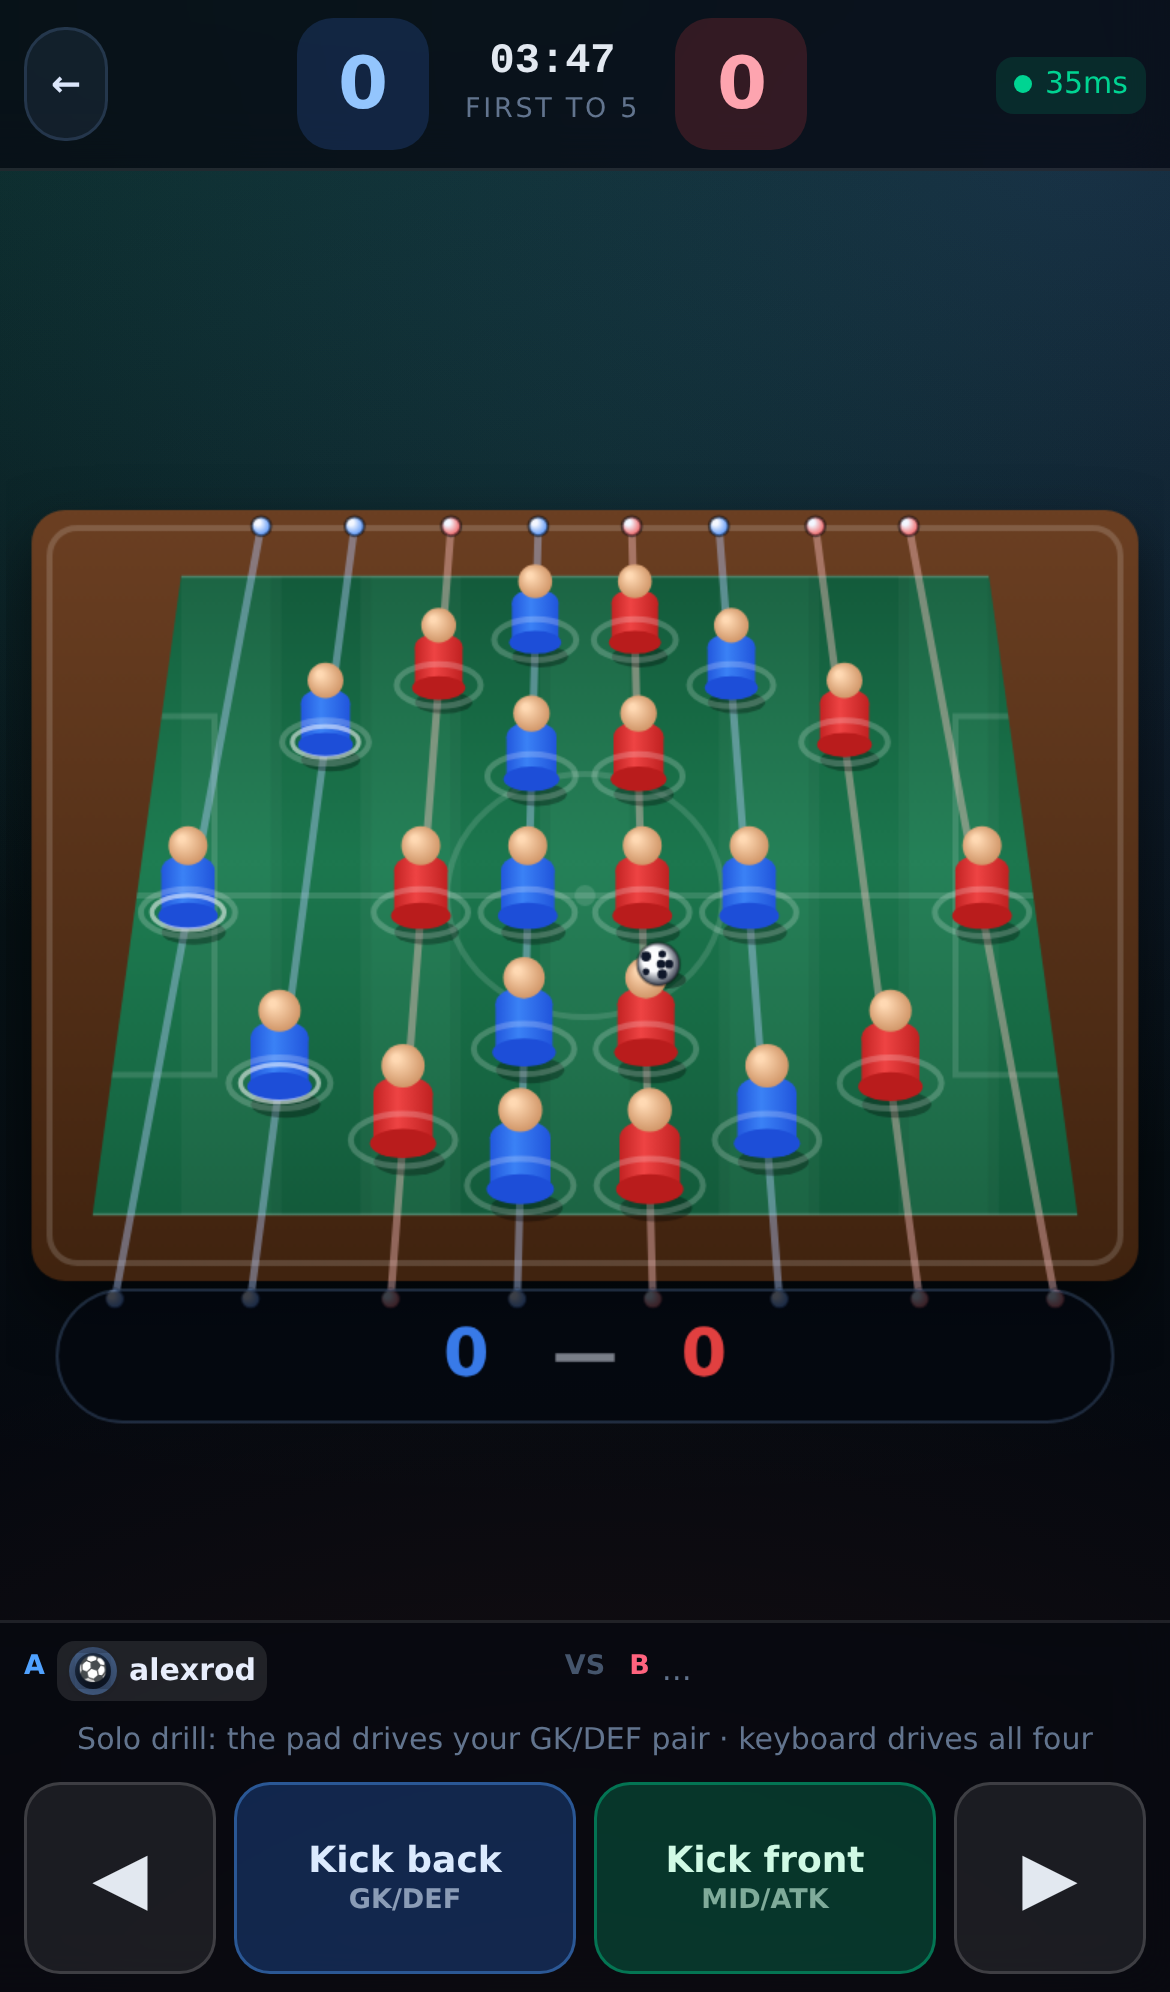 ←
0
03:47
FIRST TO 5
0
35ms
0 — 0
A alexrod VS B ...
Solo drill: the pad drives your GK/DEF pair · keyboard drives all four
◀
Kick back
GK/DEF
Kick front
MID/ATK
▶